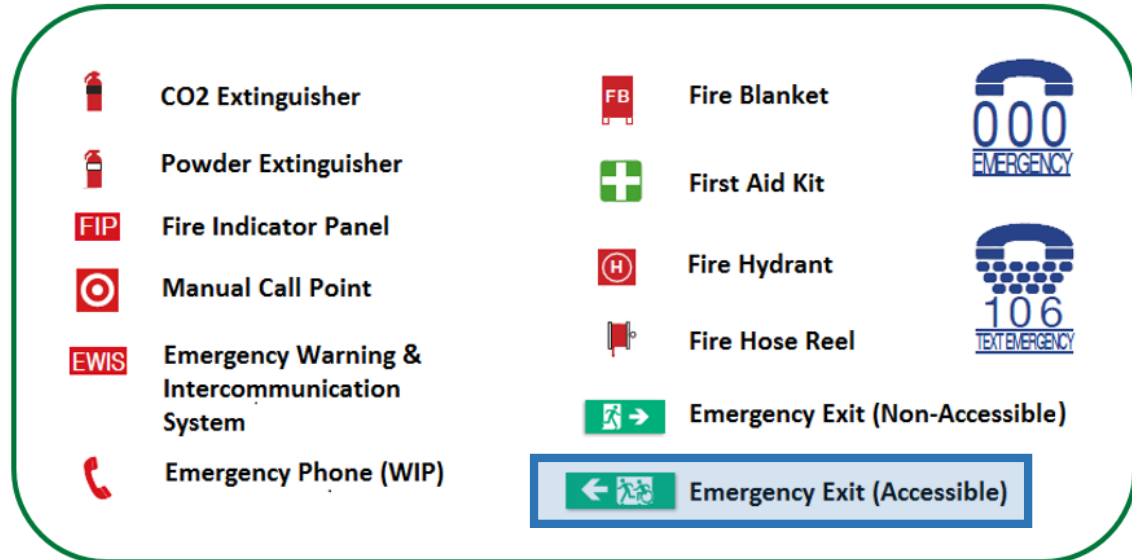 CO2 Extinguisher
Powder Extinguisher
FIP Fire Indicator Panel
Manual Call Point
EWIS Emergency Warning &
Intercommunication
System
Emergency Phone (WIP)
FB Fire Blanket
First Aid Kit
H Fire Hydrant
Fire Hose Reel
Emergency Exit (Non-Accessible)
Emergency Exit (Accessible)
000
EMERGENCY
106
TEXT EMERGENCY